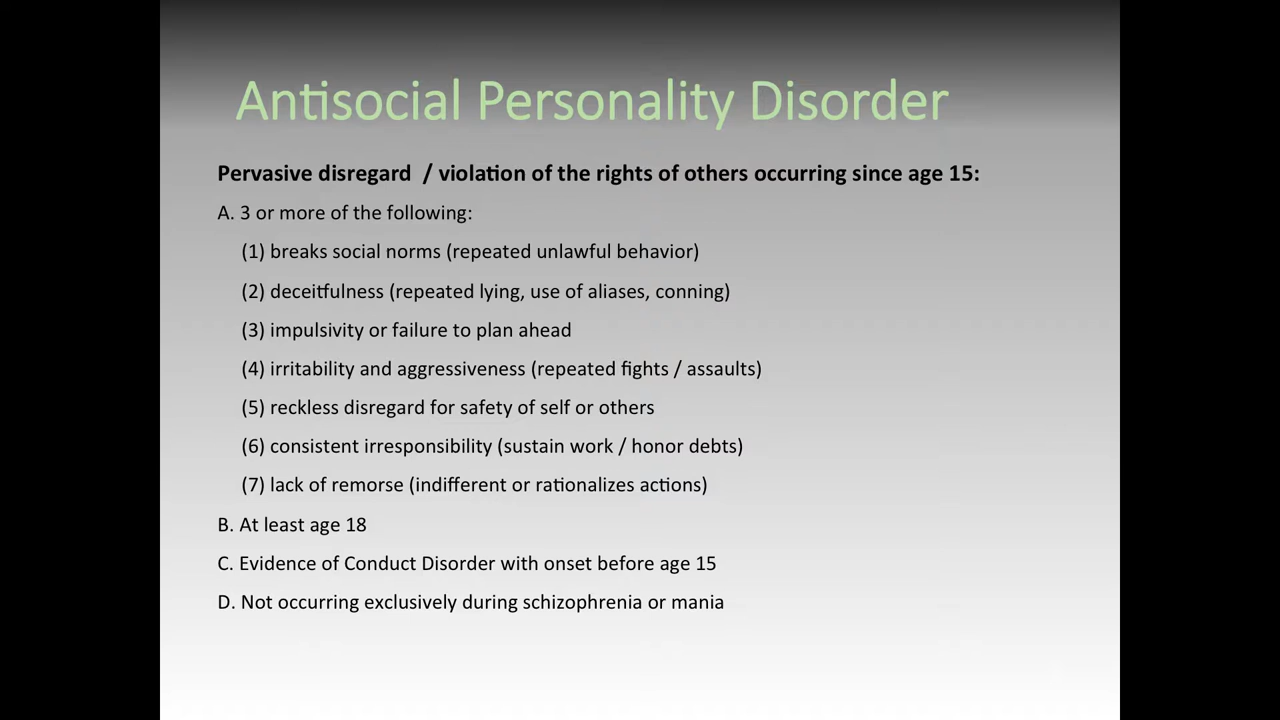 Antisocial Personality Disorder
Pervasive disregard / violation of the rights of others occurring since age 15:
A. 3 or more of the following:
(1) breaks social norms (repeated unlawful behavior)
(2) deceitfulness (repeated lying, use of aliases, conning)
(3) impulsivity or failure to plan ahead
(4) irritability and aggressiveness (repeated fights / assaults)
(5) reckless disregard for safety of self or others
(6) consistent irresponsibility (sustain work / honor debts)
(7) lack of remorse (indifferent or rationalizes actions)
B. At least age 18
C. Evidence of Conduct Disorder with onset before age 15
D. Not occurring exclusively during schizophrenia or mania